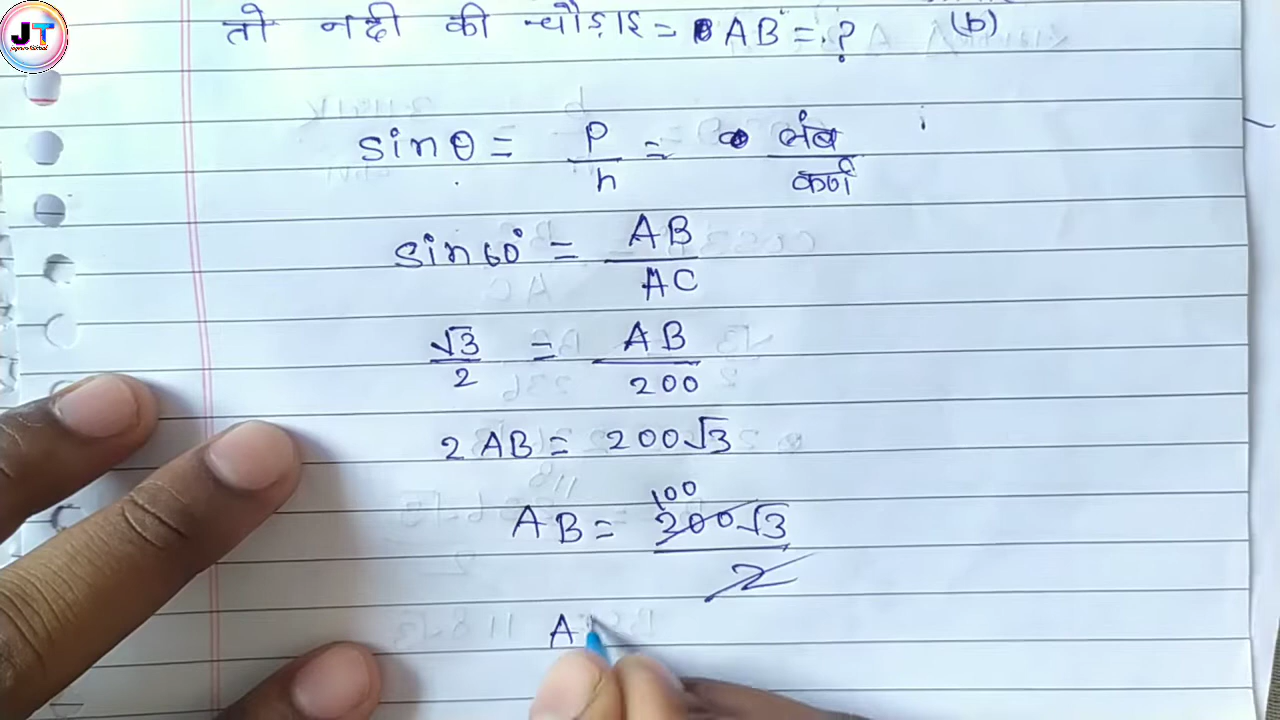 JT
तो नदी की चौड़ाइ = AB = ? (b)
sinθ = P/h = लंब/कर्ण
sin60° = AB/AC
√3/2 = AB/200
2AB = 200√3
100
AB = 200√3/2
A